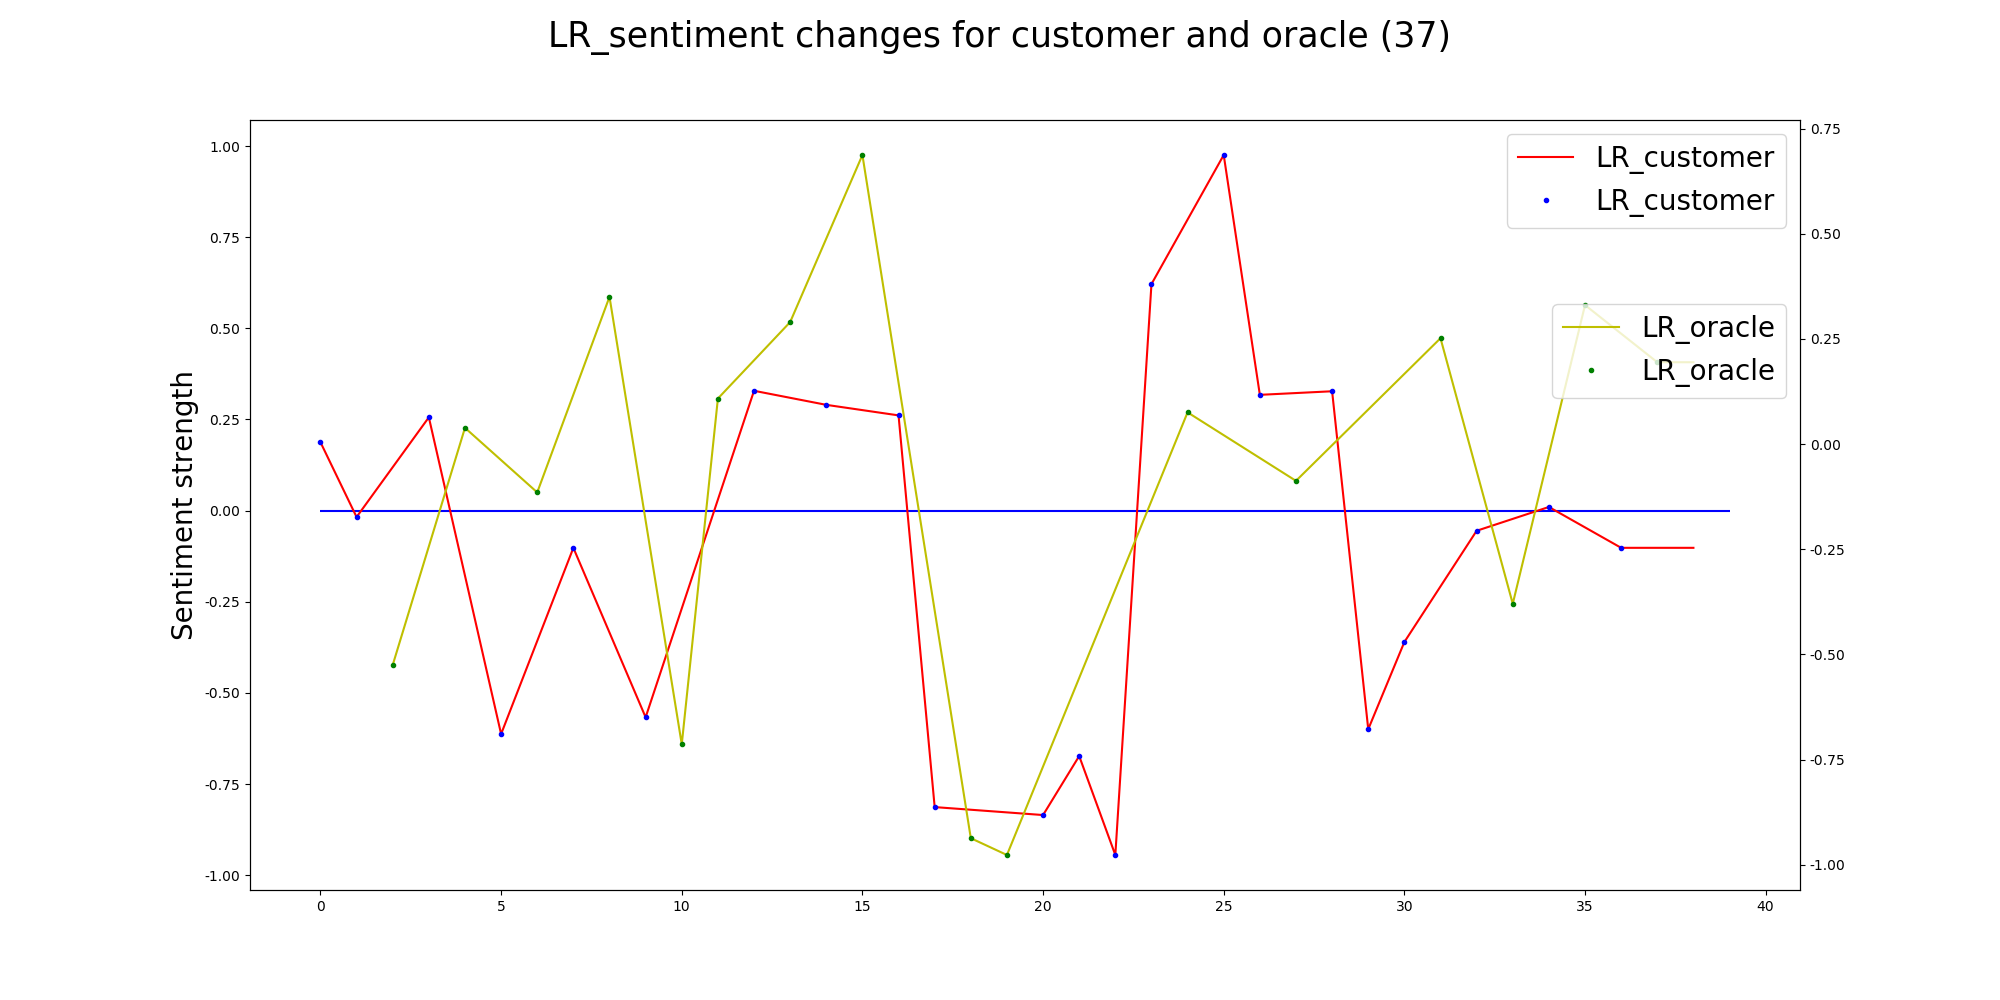 LR_sentiment changes for customer and oracle (37)
Sentiment strength
1.00
0.75
0.50
0.25
0.00
-0.25
-0.50
-0.75
-1.00
0 5 10 15 20 25 30 35 40
0.75
0.50
0.25
0.00
-0.25
-0.50
-0.75
-1.00
LR_customer
LR_customer
LR_oracle
LR_oracle